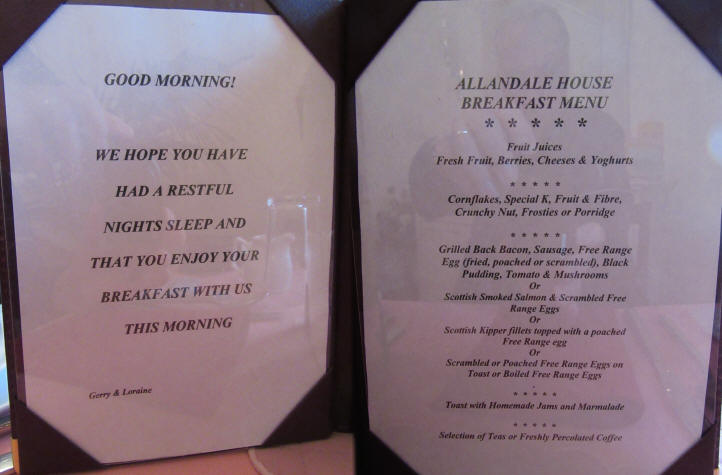 GOOD MORNING!
WE HOPE YOU HAVE
HAD A RESTFUL
NIGHTS SLEEP AND
THAT YOU ENJOY YOUR
BREAKFAST WITH US
THIS MORNING
Gerry & Loraine
ALLANDALE HOUSE
BREAKFAST MENU
* * * * *
Fruit Juices
Fresh Fruit, Berries, Cheeses & Yoghurts
* * * * *
Cornflakes, Special K, Fruit & Fibre,
Crunchy Nut, Frosties or Porridge
* * * * *
Grilled Back Bacon, Sausage, Free Range
Egg (fried, poached or scrambled), Black
Pudding, Tomato & Mushrooms
Or
Scottish Smoked Salmon & Scrambled Free
Range Eggs
Or
Scottish Kipper fillets topped with a poached
Free Range egg
Or
Scrambled or Poached Free Range Eggs on
Toast or Boiled Free Range Eggs
.
* * * * *
Toast with Homemade Jams and Marmalade
* * * * *
Selection of Teas or Freshly Percolated Coffee